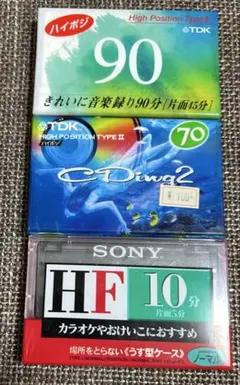 ハイポジ
High Position Type II
TDK
90
きれいに音楽録り90分[片面45分]
TDK
HIGH POSITION TYPE II
ハイポジ
70
CDing2
SONY
HF
10分
片面5分
カラオケやおけいこにおすすめ
場所をとらない〈うす型ケース〉
ノーマル